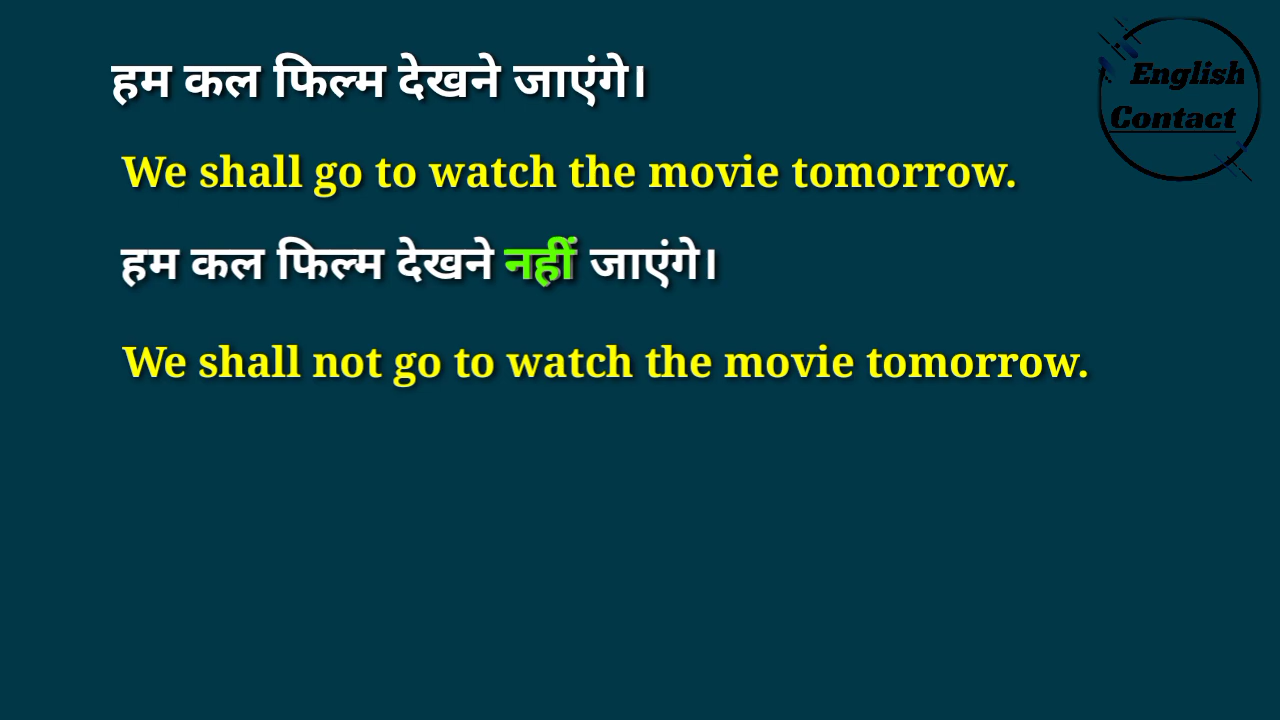 हम कल फिल्म देखने जाएंगे।
English
Contact
We shall go to watch the movie tomorrow.
हम कल फिल्म देखने नहीं जाएंगे।
We shall not go to watch the movie tomorrow.